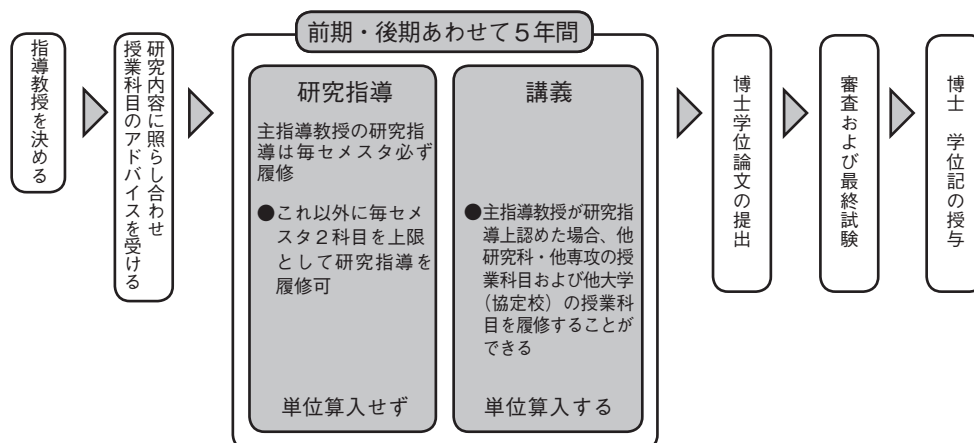 指導教授を決める
研究内容に照らし合わせ
授業科目のアドバイスを受ける
前期・後期あわせて５年間
研究指導
主指導教授の研究指
導は毎セメスタ必ず
履修
●これ以外に毎セメ
スタ２科目を上限
として研究指導を
履修可
単位算入せず
講義
●主指導教授が研究指
導上認めた場合、他
研究科・他専攻の授
業科目および他大学
（協定校）の授業科
目を履修することが
できる
単位算入する
博士学位論文の提出
審査および最終試験
博士　学位記の授与